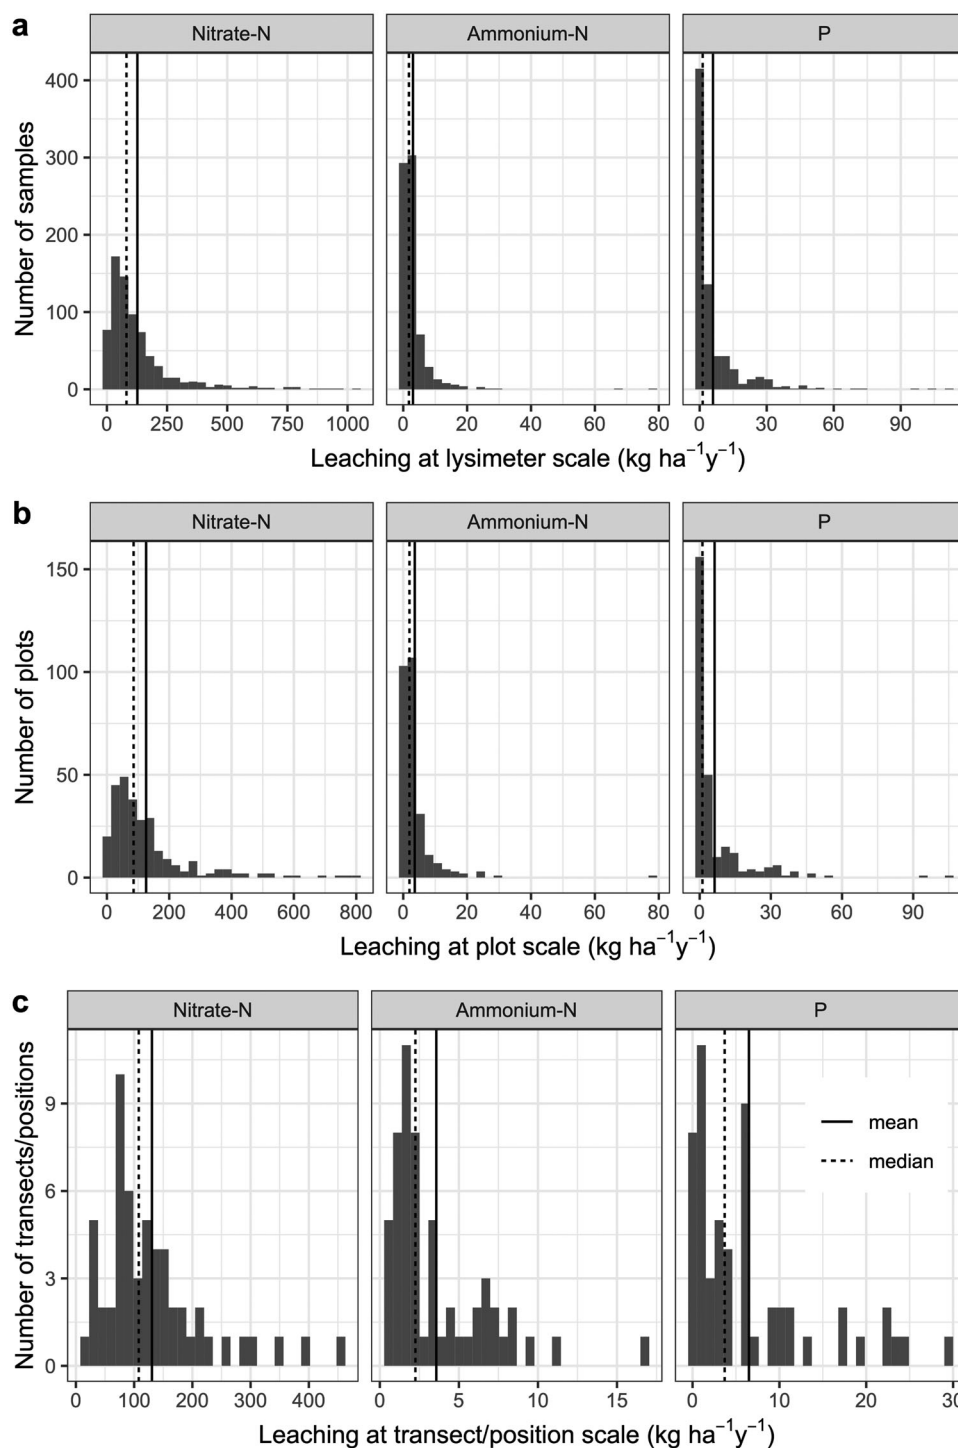 a
Nitrate-N Ammonium-N P
Number of samples
400
300
200
100
0
0 250 500 750 1000 0 20 40 60 80 0 30 60 90
Leaching at lysimeter scale (kg ha⁻¹y⁻¹)
b
Nitrate-N Ammonium-N P
Number of plots
150
100
50
0
0 200 400 600 800 0 20 40 60 80 0 30 60 90
Leaching at plot scale (kg ha⁻¹y⁻¹)
c
Nitrate-N Ammonium-N P
Number of transects/positions
9
6
3
0
mean
median
0 100 200 300 400 0 5 10 15 0 10 20 30
Leaching at transect/position scale (kg ha⁻¹y⁻¹)